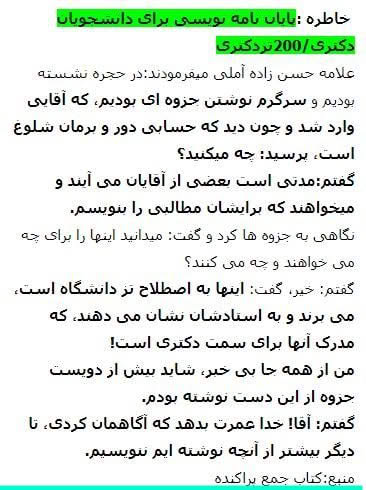 خاطره :پایان نامه نویسی برای دانشجویان
دکتری/200تزدکتری
علامه حسن زاده آملی میفرمودند:در حجره نشسته
بودیم و سرگرم نوشتن جزوه ای بودیم، که آقایی
وارد شد و چون دید که حسابی دور و برمان شلوغ
است، پرسید: چه میکنید؟
گفتم:مدتی است بعضی از آقایان می آیند و
میخواهند که برایشان مطالبی را بنویسم.
نگاهی به جزوه ها کرد و گفت: میدانید اینها را برای چه
می خواهند و چه می کنند؟
گفتم: خیر، گفت: اینها به اصطلاح تز دانشگاه است،
می برند و به استادشان نشان می دهند، که
مدرک آنها برای سمت دکتری است!
من از همه جا بی خبر، شاید بیش از دویست
جزوه از این دست نوشته بودم.
گفتم: آقا! خدا عمرت بدهد که آگاهمان کردی، تا
دیگر بیشتر از آنچه نوشته ایم ننویسیم.
منبع:کتاب جمع پراکنده